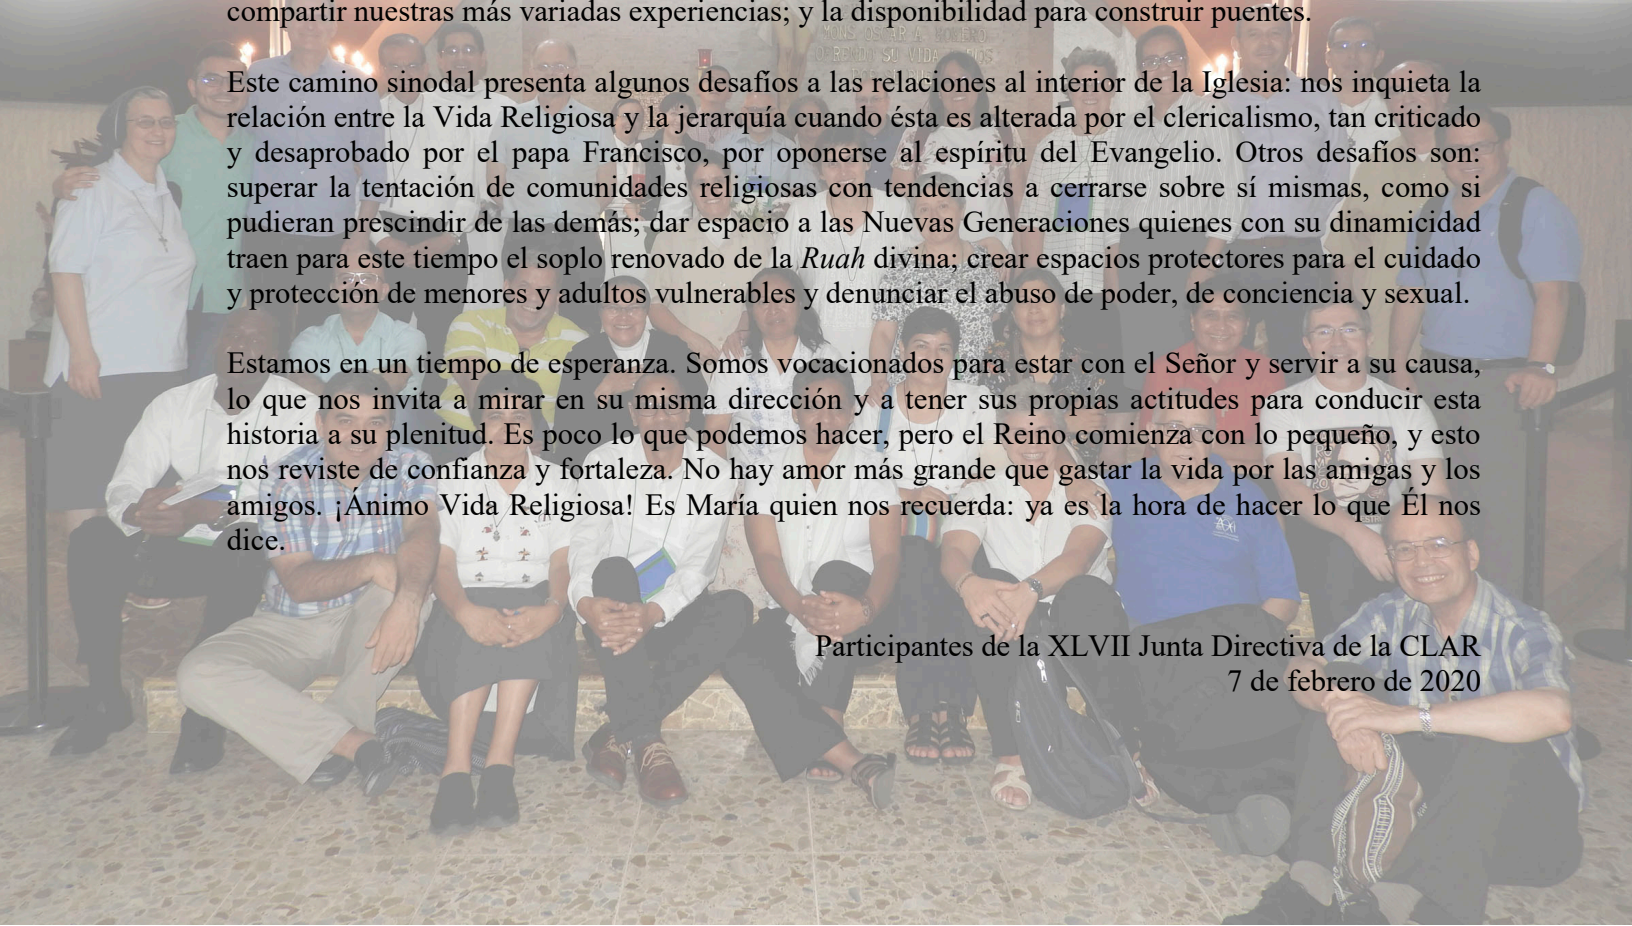 compartir nuestras más variadas experiencias; y la disponibilidad para construir puentes.
MONS. OSCAR A. ROMERO
OFRENDÓ SU VIDA
Este camino sinodal presenta algunos desafíos a las relaciones al interior de la Iglesia: nos inquieta la
relación entre la Vida Religiosa y la jerarquía cuando ésta es alterada por el clericalismo, tan criticado
y desaprobado por el papa Francisco, por oponerse al espíritu del Evangelio. Otros desafíos son:
superar la tentación de comunidades religiosas con tendencias a cerrarse sobre sí mismas, como si
pudieran prescindir de las demás; dar espacio a las Nuevas Generaciones quienes con su dinamicidad
traen para este tiempo el soplo renovado de la Ruah divina; crear espacios protectores para el cuidado
y protección de menores y adultos vulnerables y denunciar el abuso de poder, de conciencia y sexual.
Estamos en un tiempo de esperanza. Somos vocacionados para estar con el Señor y servir a su causa,
lo que nos invita a mirar en su misma dirección y a tener sus propias actitudes para conducir esta
historia a su plenitud. Es poco lo que podemos hacer, pero el Reino comienza con lo pequeño, y esto
nos reviste de confianza y fortaleza. No hay amor más grande que gastar la vida por las amigas y los
amigos. ¡Ánimo Vida Religiosa! Es María quien nos recuerda: ya es la hora de hacer lo que Él nos
dice.
Participantes de la XLVII Junta Directiva de la CLAR
7 de febrero de 2020